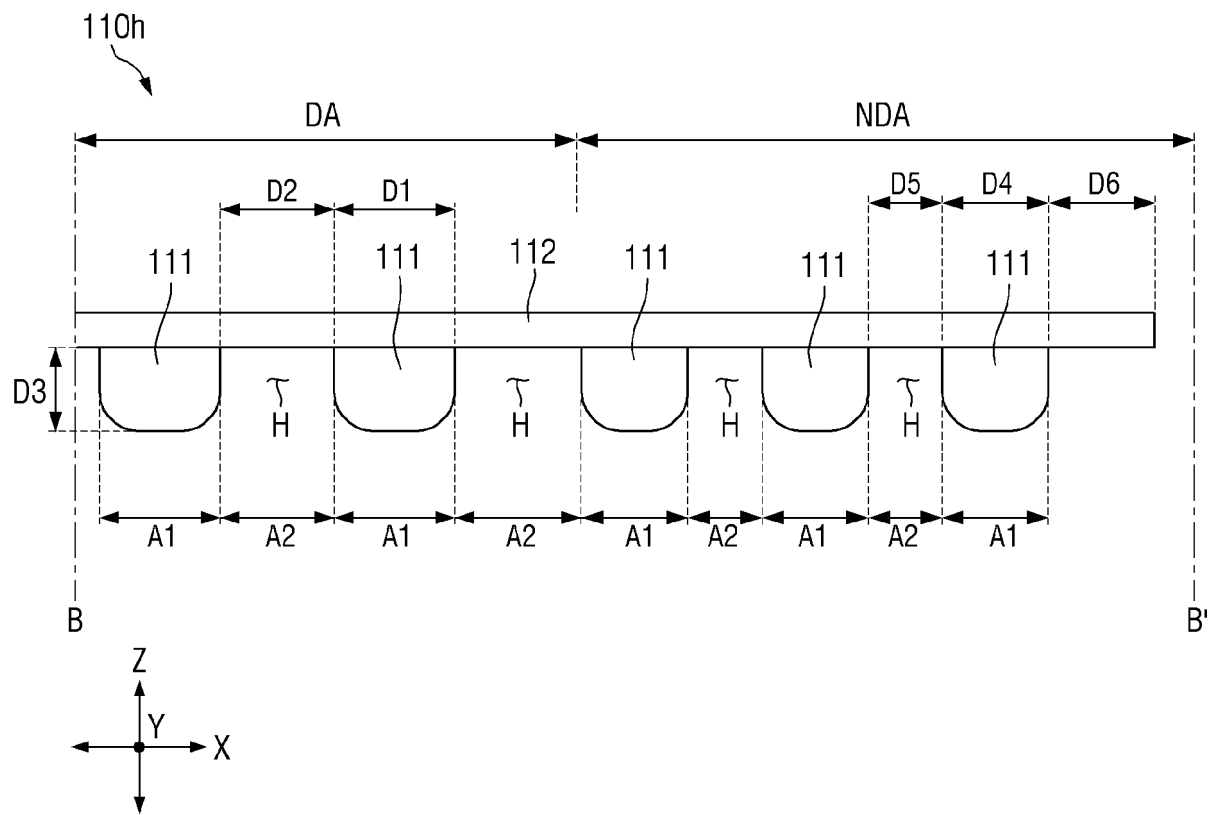 110h
DA NDA
D2 D1 D5 D4 D6
111 111 112 111 111 111
D3
H H H H
A1 A2 A1 A2 A1 A2 A1 A2 A1
B B'
Z
Y
X